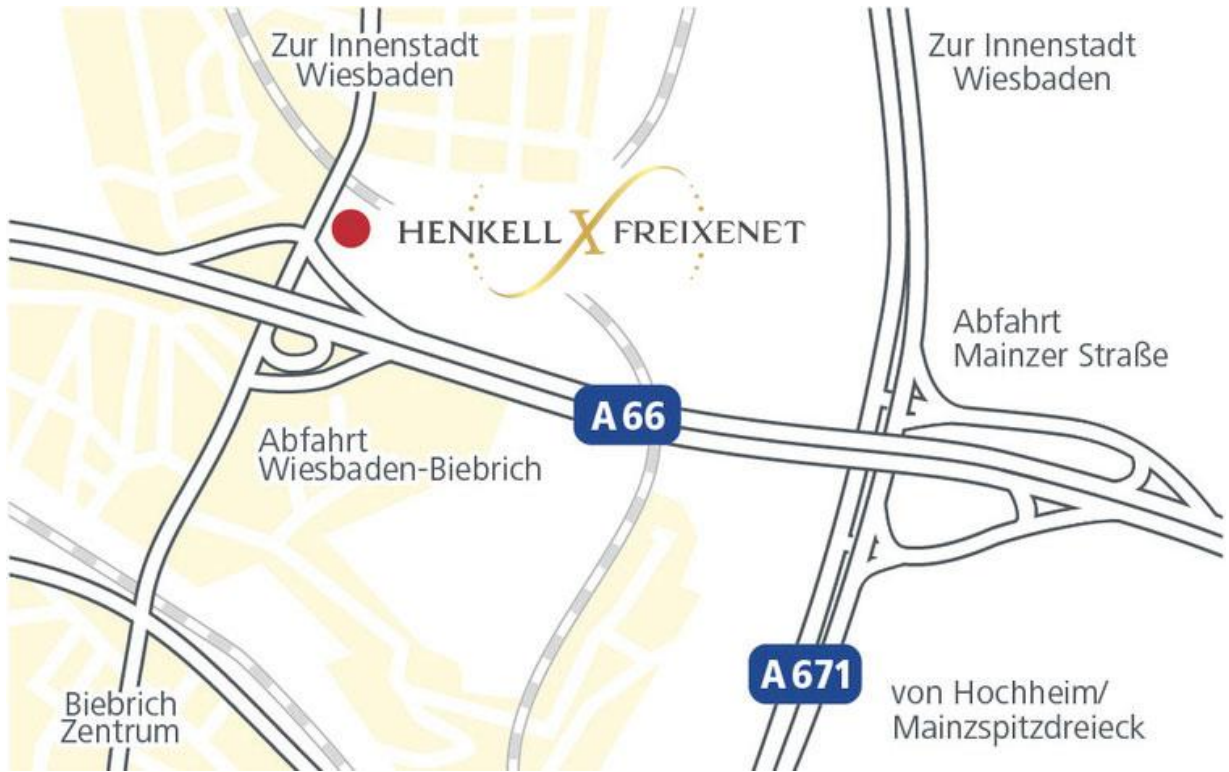 Zur Innenstadt
Wiesbaden
Zur Innenstadt
Wiesbaden
HENKELL X FREIXENET
Abfahrt
Mainzer Straße
A 66
Abfahrt
Wiesbaden-Biebrich
A 671
von Hochheim/
Mainzspitzdreieck
Biebrich
Zentrum